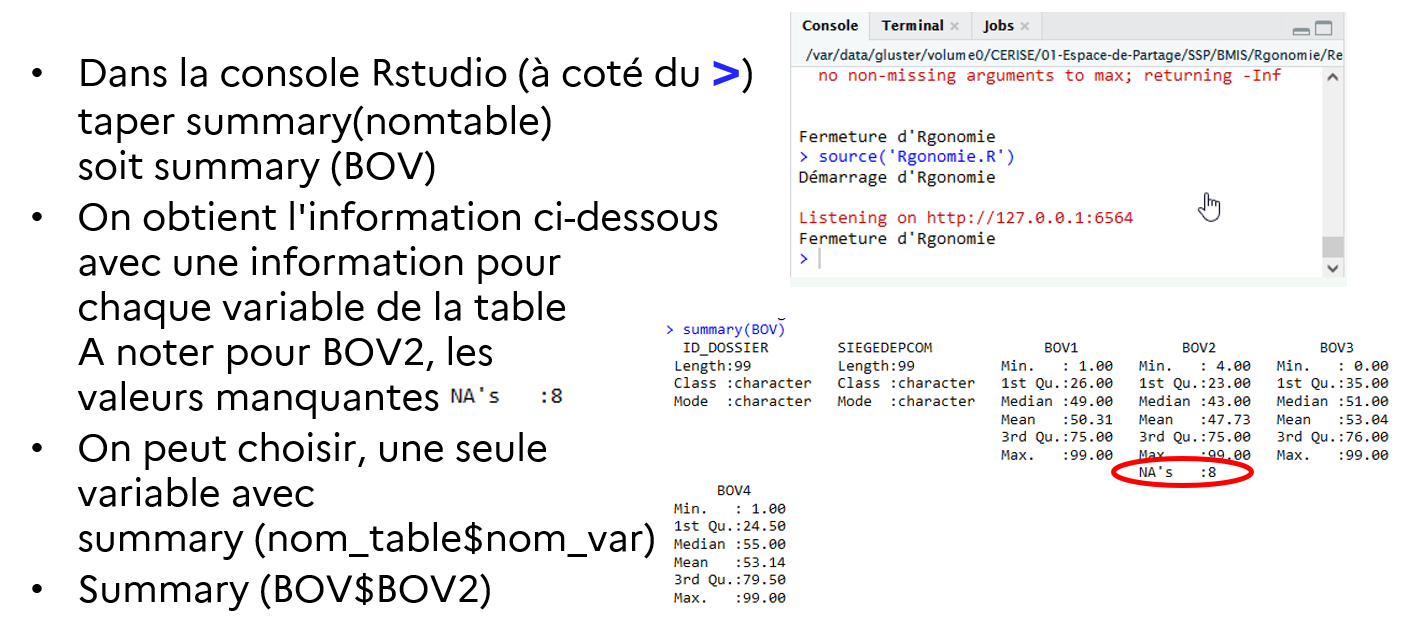 • Dans la console Rstudio (à coté du >)
taper summary(nomtable)
soit summary (BOV)
• On obtient l'information ci-dessous
avec une information pour
chaque variable de la table
A noter pour BOV2, les
valeurs manquantes NA's :8
• On peut choisir, une seule
variable avec
summary (nom_table$nom_var)
• Summary (BOV$BOV2)
Console Terminal × Jobs ×
/var/data/gluster/volume0/CERISE/01-Espace-de-Partage/SSP/BMIS/Rgonomie/Re
no non-missing arguments to max; returning -Inf
Fermeture d'Rgonomie
> source('Rgonomie.R')
Démarrage d'Rgonomie
Listening on http://127.0.0.1:6564
Fermeture d'Rgonomie
>
> summary(BOV)
ID_DOSSIER SIEGEDEPCOM BOV1 BOV2 BOV3
Length:99 Length:99 Min. : 1.00 Min. : 4.00 Min. : 0.00
Class :character Class :character 1st Qu.:26.00 1st Qu.:23.00 1st Qu.:35.00
Mode :character Mode :character Median :49.00 Median :43.00 Median :51.00
Mean :50.31 Mean :47.73 Mean :53.04
3rd Qu.:75.00 3rd Qu.:75.00 3rd Qu.:76.00
Max. :99.00 Max. :99.00 Max. :99.00
NA's :8
BOV4
Min. : 1.00
1st Qu.:24.50
Median :55.00
Mean :53.14
3rd Qu.:79.50
Max. :99.00